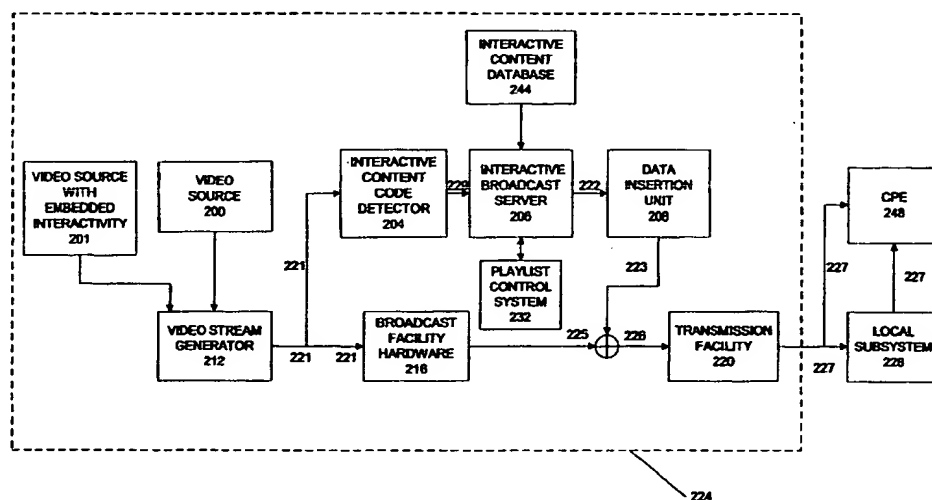 INTERACTIVE
CONTENT
DATABASE
244
VIDEO SOURCE
WITH
EMBEDDED
INTERACTIVITY
201
VIDEO
SOURCE
200
INTERACTIVE
CONTENT
CODE
DETECTOR
204
229
INTERACTIVE
BROADCAST
SERVER
206
222
DATA
INSERTION
UNIT
208
CPE
248
221
223
227
227
PLAYLIST
CONTROL
SYSTEM
232
VIDEO STREAM
GENERATOR
212
221
221
BROADCAST
FACILITY
HARDWARE
216
225
226
TRANSMISSION
FACILITY
220
227
LOCAL
SUBSYSTEM
228
224